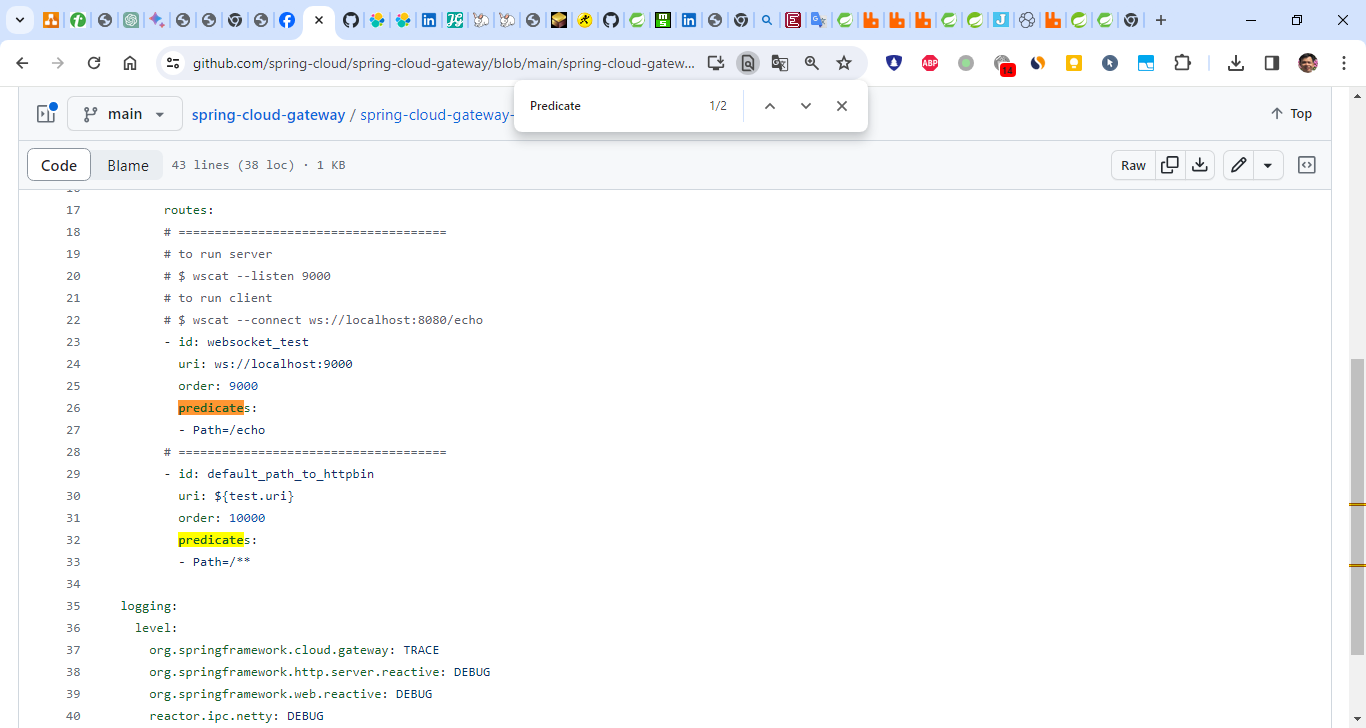 github.com/spring-cloud/spring-cloud-gateway/blob/main/spring-cloud-gatew...
ABP
14
Predicate 1/2
main
spring-cloud-gateway / spring-cloud-gateway-
Top
Code Blame 43 lines (38 loc) · 1 KB Raw
16
17 routes:
18 # =====================================
19 # to run server
20 # $ wscat --listen 9000
21 # to run client
22 # $ wscat --connect ws://localhost:8080/echo
23 - id: websocket_test
24 uri: ws://localhost:9000
25 order: 9000
26 predicates:
27 - Path=/echo
28 # =====================================
29 - id: default_path_to_httpbin
30 uri: ${test.uri}
31 order: 10000
32 predicates:
33 - Path=/**
34
35 logging:
36 level:
37 org.springframework.cloud.gateway: TRACE
38 org.springframework.http.server.reactive: DEBUG
39 org.springframework.web.reactive: DEBUG
40 reactor.ipc.netty: DEBUG